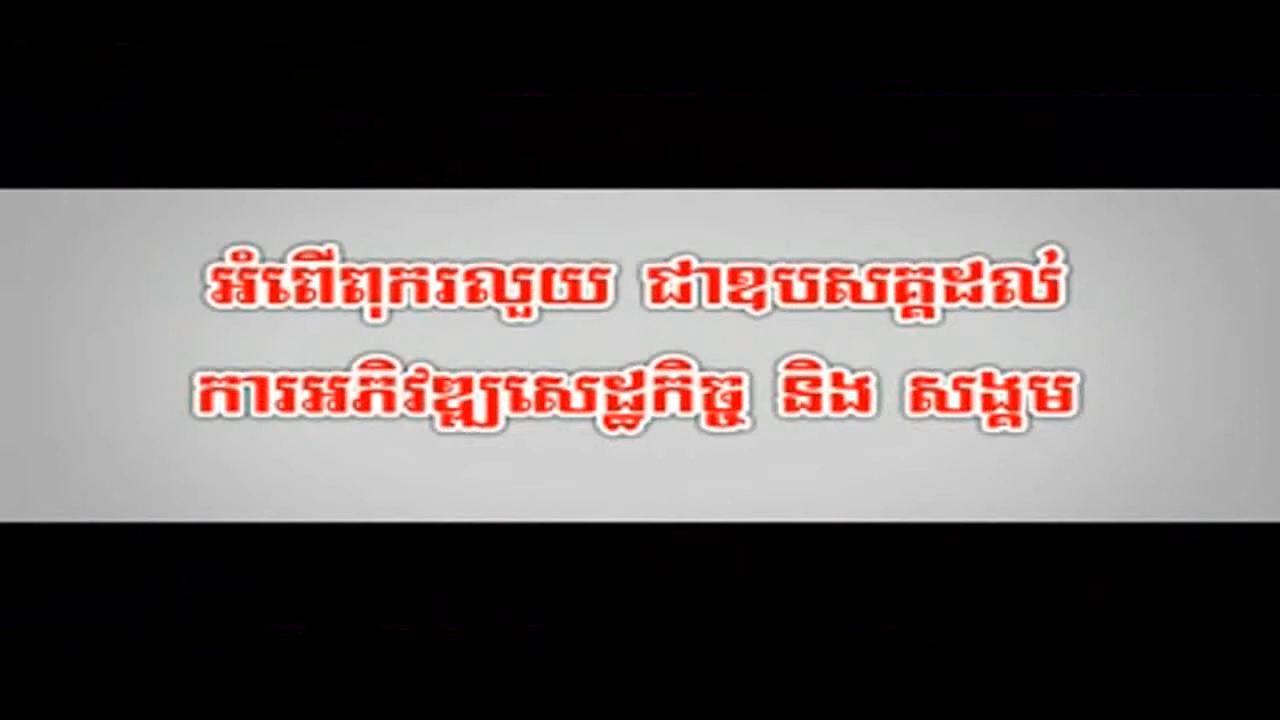 អំពើពុករលួយ ជាឧបសគ្គដល់
ការអភិវឌ្ឍសេដ្ឋកិច្ច និង សង្គម